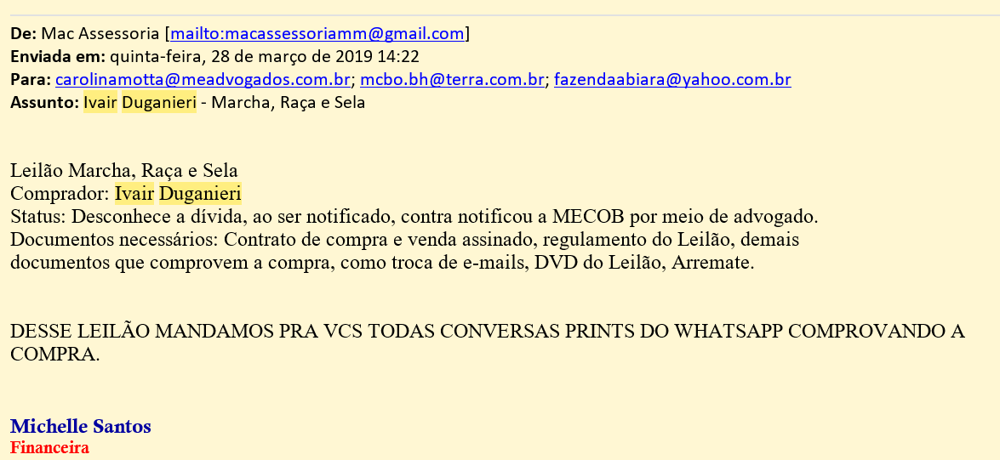 De: Mac Assessoria [mailto:macassessoriamm@gmail.com]
Enviada em: quinta-feira, 28 de março de 2019 14:22
Para: carolinamotta@meadvogados.com.br; mcbo.bh@terra.com.br; fazendaabiara@yahoo.com.br
Assunto: Ivair Duganieri - Marcha, Raça e Sela
Leilão Marcha, Raça e Sela
Comprador: Ivair Duganieri
Status: Desconhece a dívida, ao ser notificado, contra notificou a MECOB por meio de advogado.
Documentos necessários: Contrato de compra e venda assinado, regulamento do Leilão, demais
documentos que comprovem a compra, como troca de e-mails, DVD do Leilão, Arremate.
DESSE LEILÃO MANDAMOS PRA VCS TODAS CONVERSAS PRINTS DO WHATSAPP COMPROVANDO A
COMPRA.
Michelle Santos
Financeira